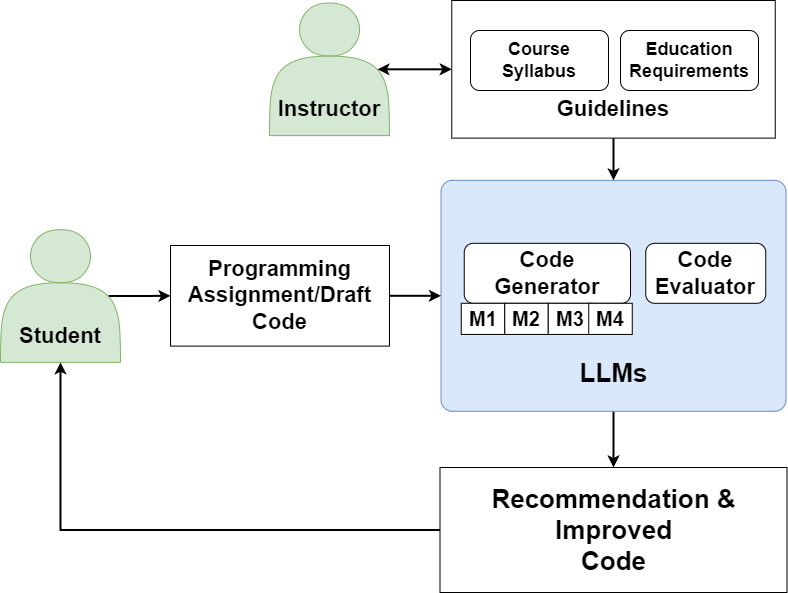 Instructor
Course
Syllabus
Education
Requirements
Guidelines
Student
Programming
Assignment/Draft
Code
Code
Generator
M1 M2 M3 M4
Code
Evaluator
LLMs
Recommendation &
Improved
Code